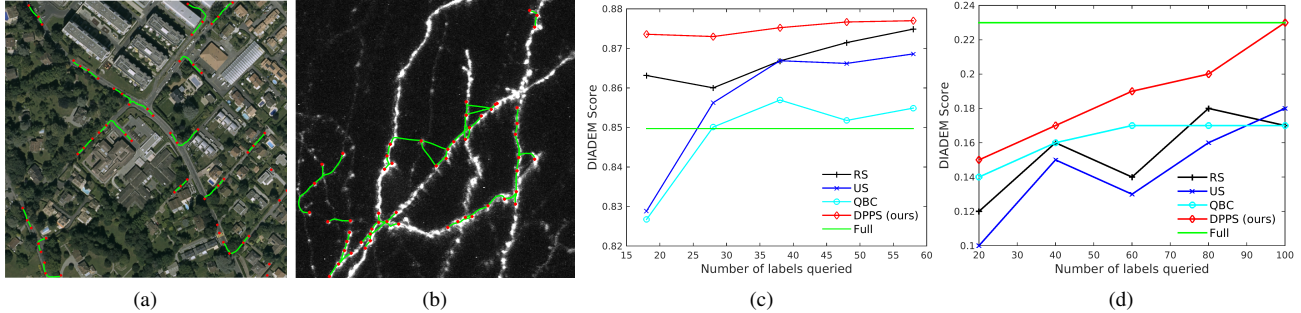 0.88
0.87
0.86
0.85
0.84
0.83
0.82
DIADEM Score
15 20 25 30 35 40 45 50 55 60
Number of labels queried
RS
US
QBC
DPPS (ours)
Full
0.24
0.22
0.2
0.18
0.16
0.14
0.12
0.1
DIADEM Score
20 30 40 50 60 70 80 90 100
Number of labels queried
RS
US
QBC
DPPS (ours)
Full
(a) (b) (c) (d)